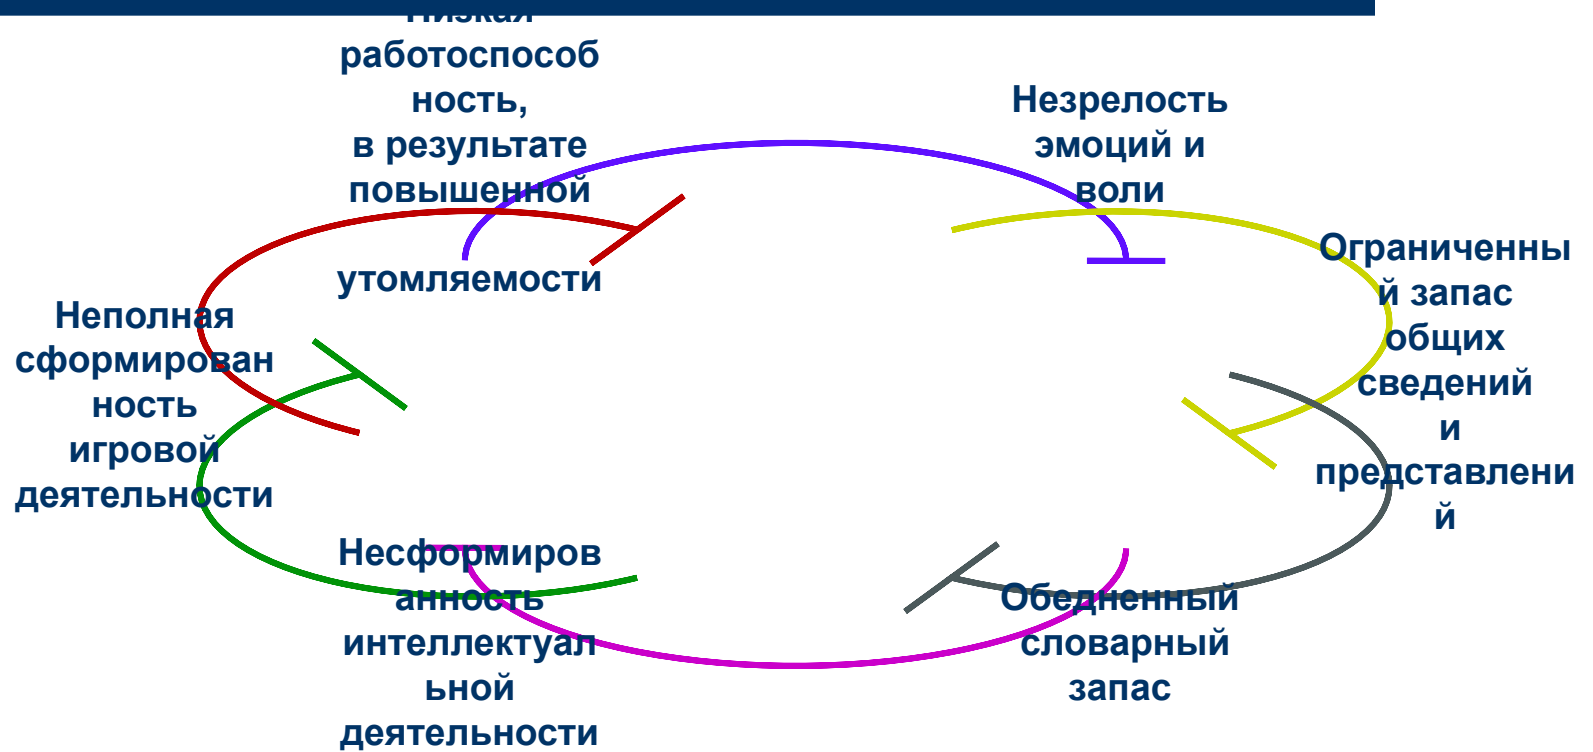 Низкая
работоспособ
ность,
в результате
повышенной
утомляемости
Незрелость
эмоций и
воли
Ограниченны
й запас
общих
сведений
и
представлени
й
Обедненный
словарный
запас
Несформиров
анность
интеллектуал
ьной
деятельности
Неполная
сформирован
ность
игровой
деятельности